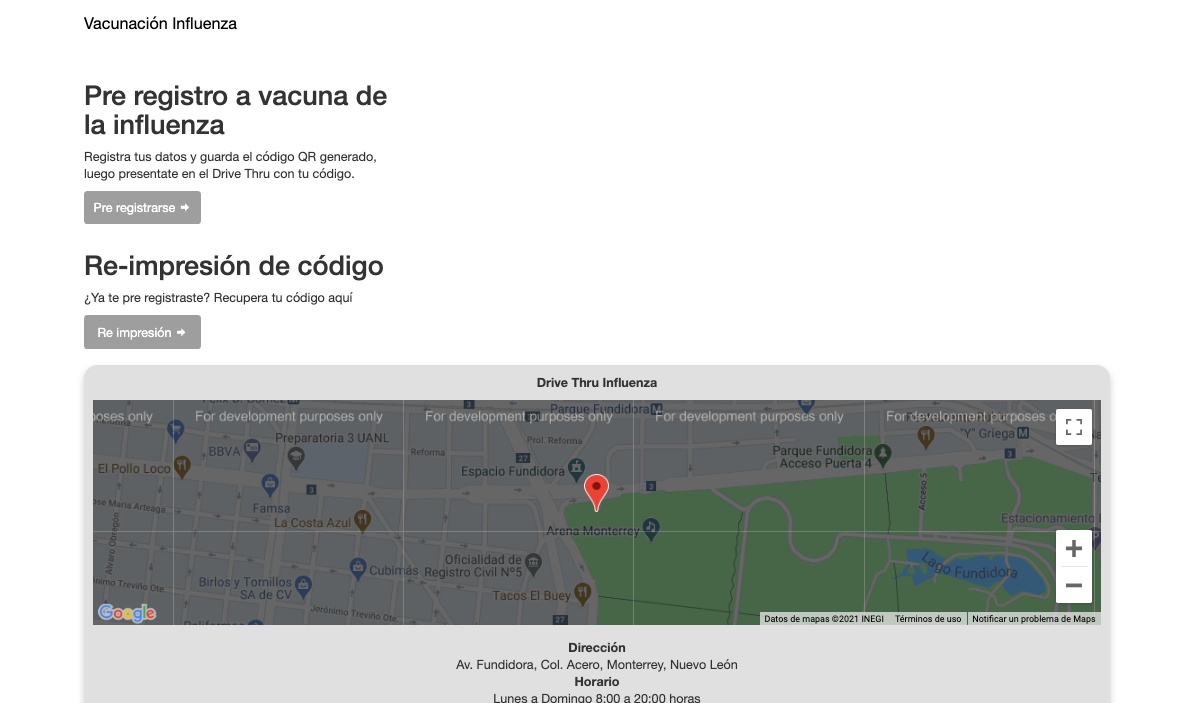 Vacunación Influenza
Pre registro a vacuna de
la influenza
Registra tus datos y guarda el código QR generado,
luego presentate en el Drive Thru con tu código.
Pre registrarse
Re-impresión de código
¿Ya te pre registraste? Recupera tu código aquí
Re impresión
Drive Thru Influenza
poses only
For development purposes only
For development purposes only
For development purposes only
For development purposes o
Parque Fundidora
Preparatoria 3 UANL
Prol. Reforma
BBVA
Reforma
"Y" Griega
El Pollo Loco
27
Espacio Fundidora
Parque Fundidora
Acceso Puerta 4
3
3
3
3
Jose María Arteaga
Famsa
La Costa Azul
Arena Monterrey
Acceso 5
Estacionamiento
Alvaro Obregón
Oficialidad de
Registro Civil Nº5
Cubimás
Birlos y Tornillos
SA de CV
Lago Fundidora
Jerónimo Treviño Ote.
Tacos El Buey
27
Google
Datos de mapas ©2021 INEGI
Términos de uso
Notificar un problema de Maps
Dirección
Av. Fundidora, Col. Acero, Monterrey, Nuevo León
Horario
Lunes a Domingo 8:00 a 20:00 horas